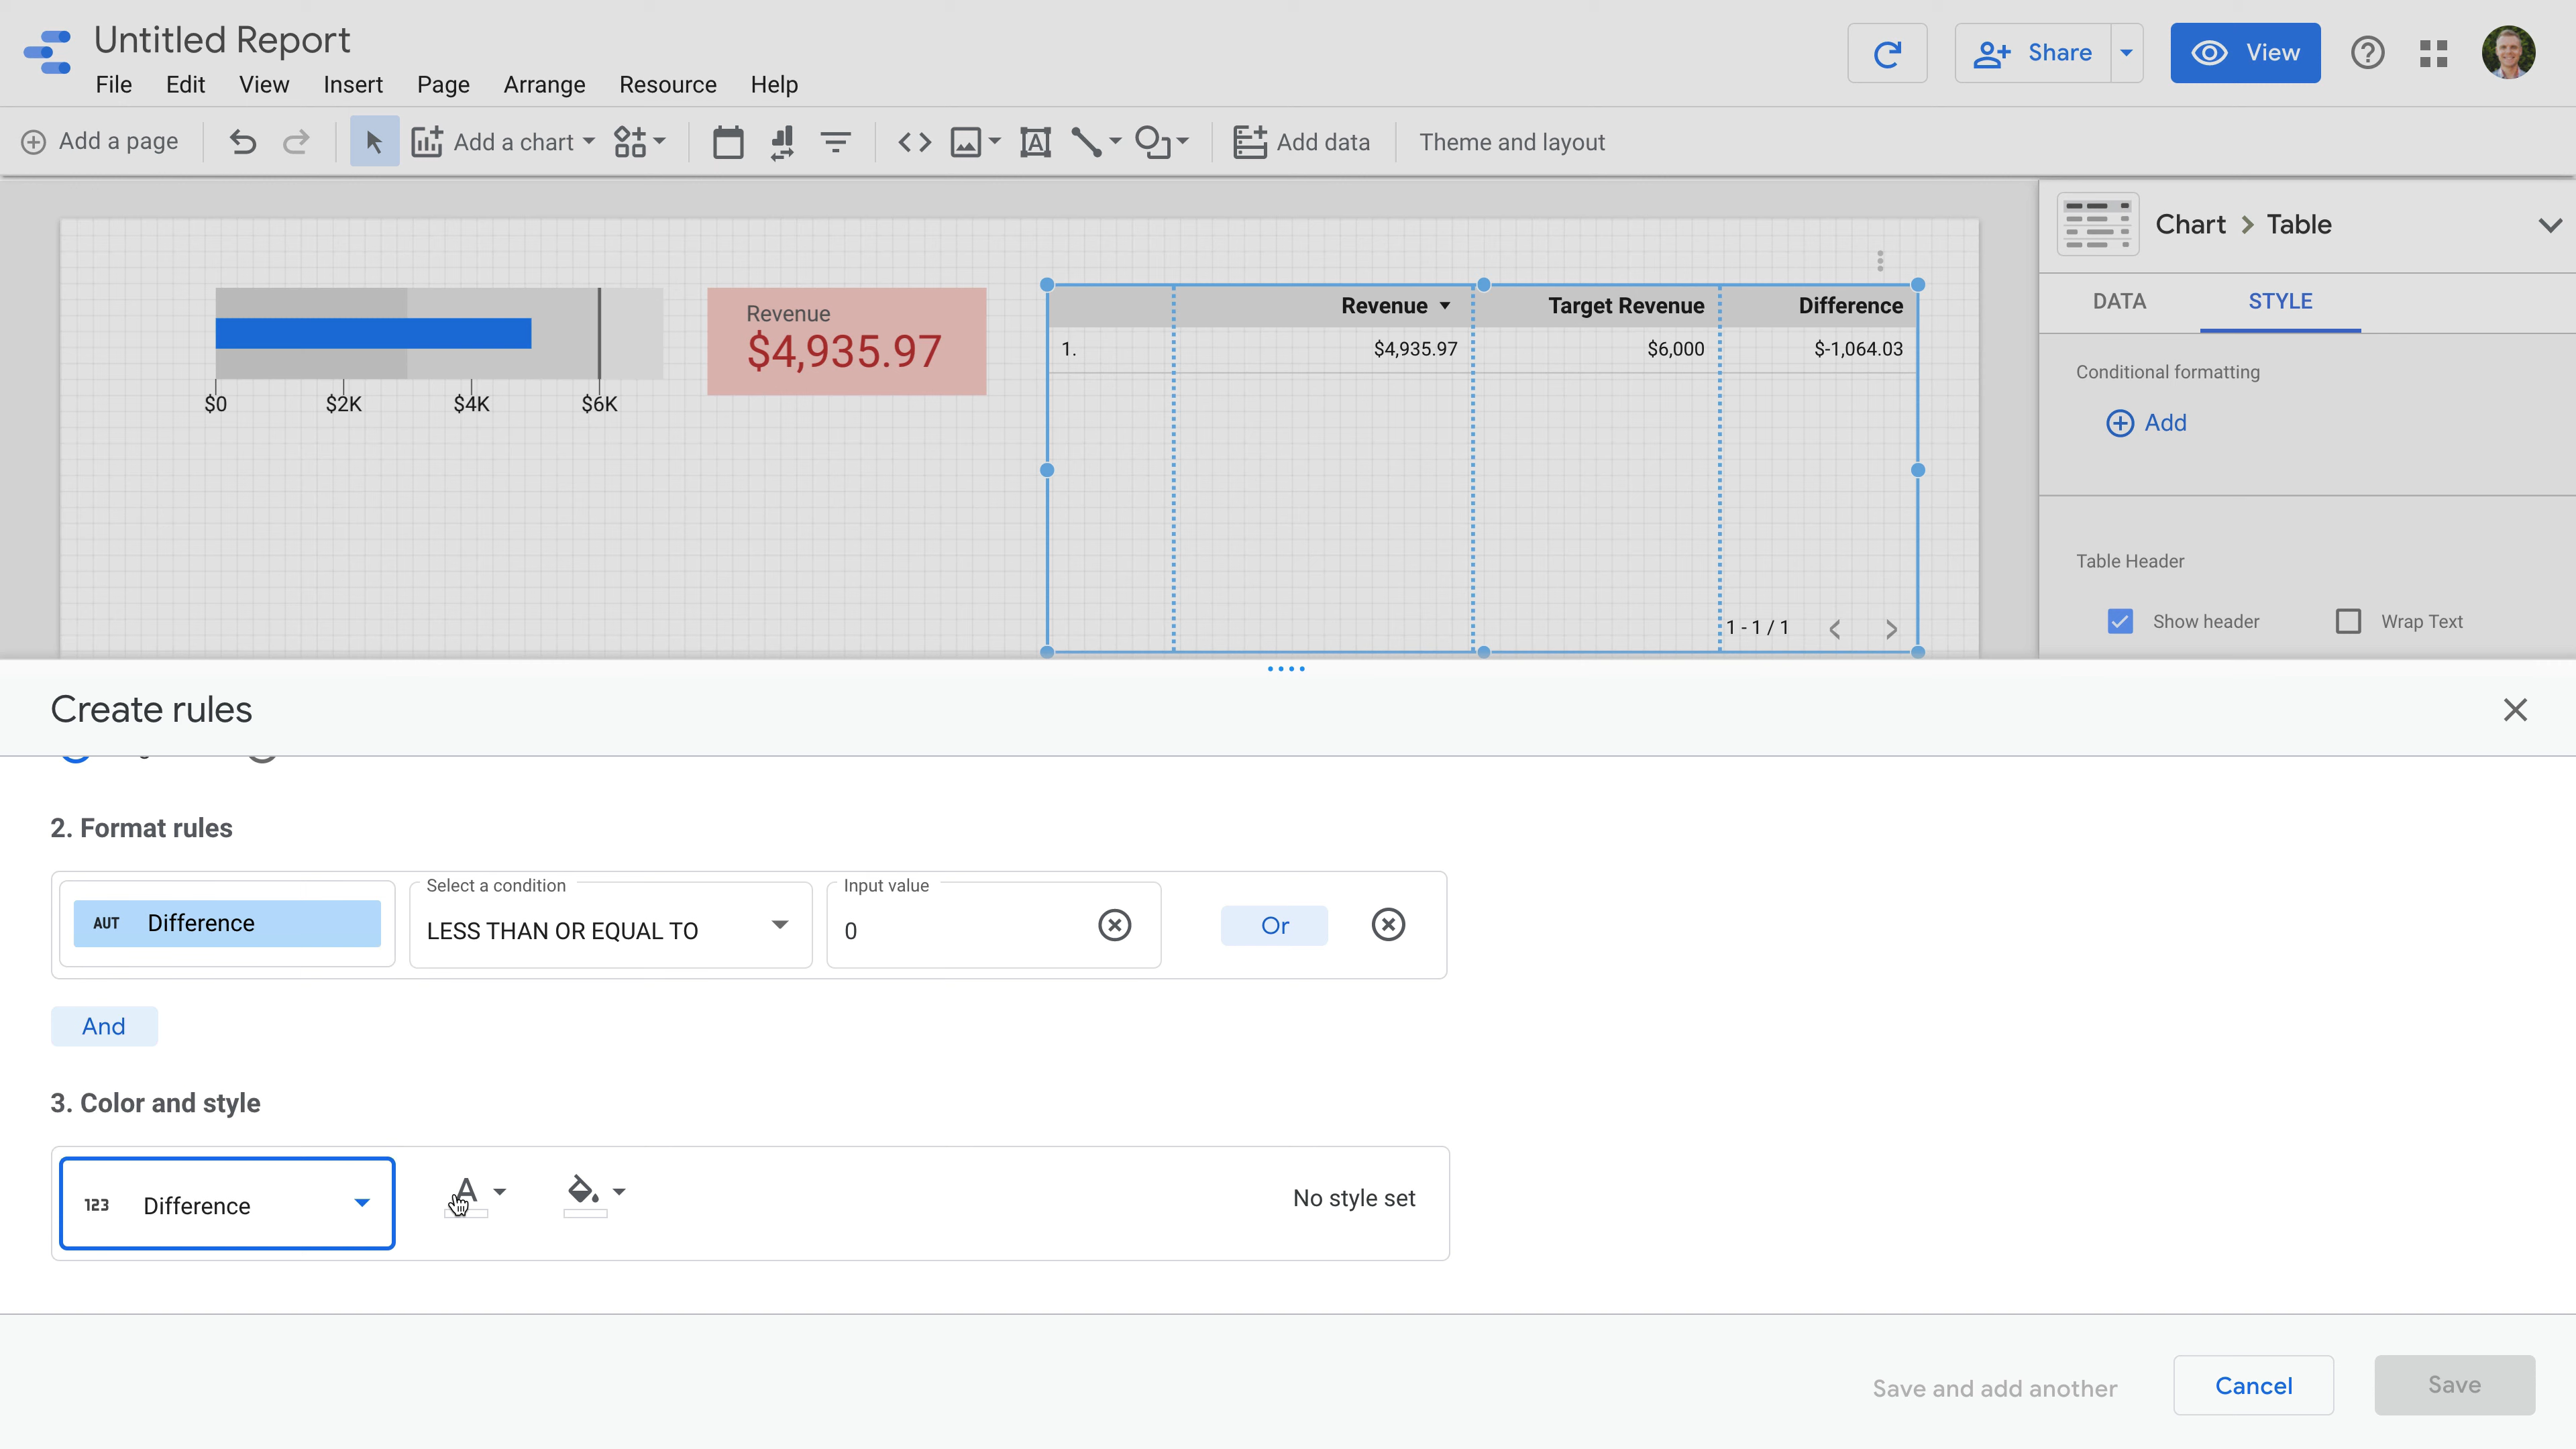 Untitled Report
File Edit View Insert Page Arrange Resource Help
Share View
Add a page Add a chart Add data Theme and layout
Chart > Table
DATA STYLE
Conditional formatting
Add
Table Header
Show header Wrap Text
$0 $2K $4K $6K
Revenue
$4,935.97
Revenue Target Revenue Difference
1. $4,935.97 $6,000 $-1,064.03
1 - 1 / 1
Create rules
2. Format rules
Select a condition Input value
AUT Difference LESS THAN OR EQUAL TO 0 Or
And
3. Color and style
123 Difference A No style set
Save and add another Cancel Save